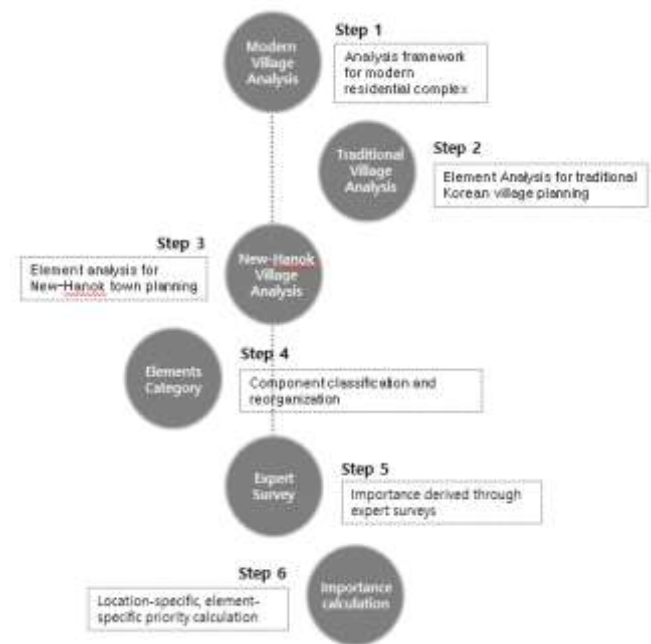 Modern
Village
Analysis
Step 1
Analysis framework
for modern
residential complex
Traditional
Village
Analysis
Step 2
Element Analysis for traditional
Korean village planning
Step 3
Element analysis for
New-Hanok town planning
New-Hanok
Village
Analysis
Elements
Category
Step 4
Component classification and
reorganization
Expert
Survey
Step 5
Importance derived through
expert surveys
Step 6
Location-specific, element-
specific priority calculation
Importance
calculation